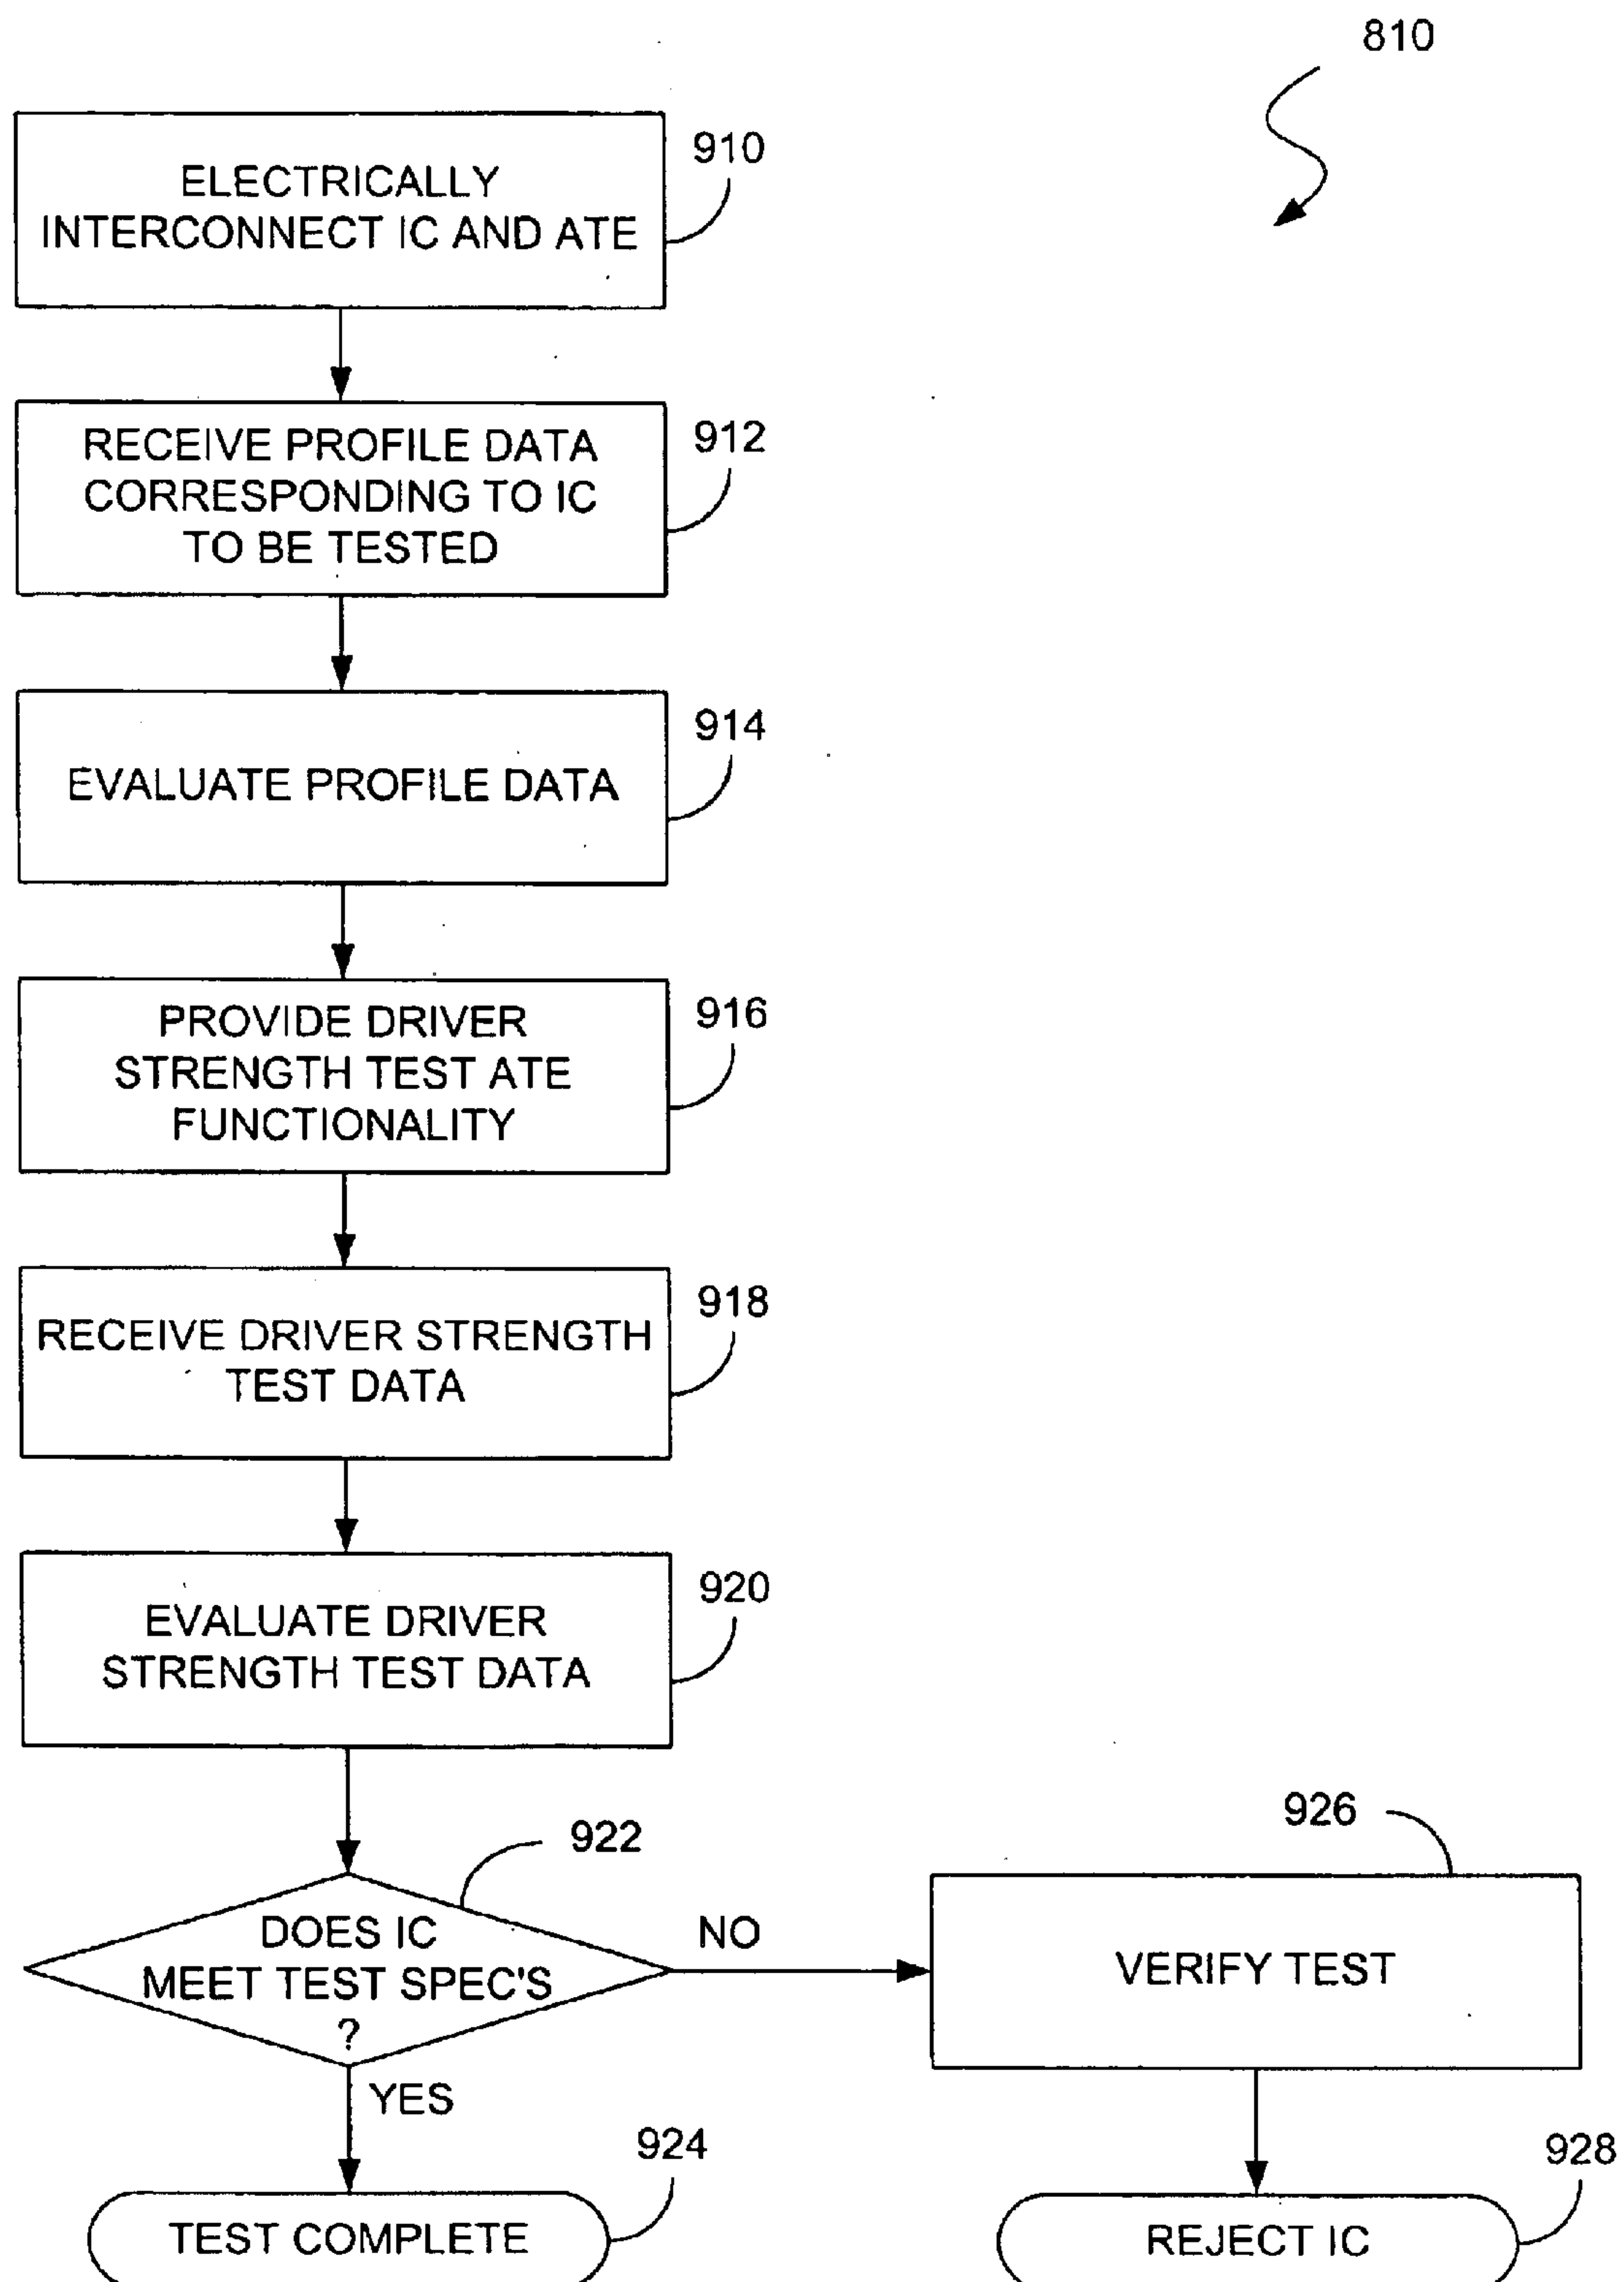 810
910
ELECTRICALLY
INTERCONNECT IC AND ATE
912
RECEIVE PROFILE DATA
CORRESPONDING TO IC
TO BE TESTED
914
EVALUATE PROFILE DATA
916
PROVIDE DRIVER
STRENGTH TEST ATE
FUNCTIONALITY
918
RECEIVE DRIVER STRENGTH
TEST DATA
920
EVALUATE DRIVER
STRENGTH TEST DATA
922
DOES IC
MEET TEST SPEC'S
?
NO
926
VERIFY TEST
YES
924
TEST COMPLETE
928
REJECT IC